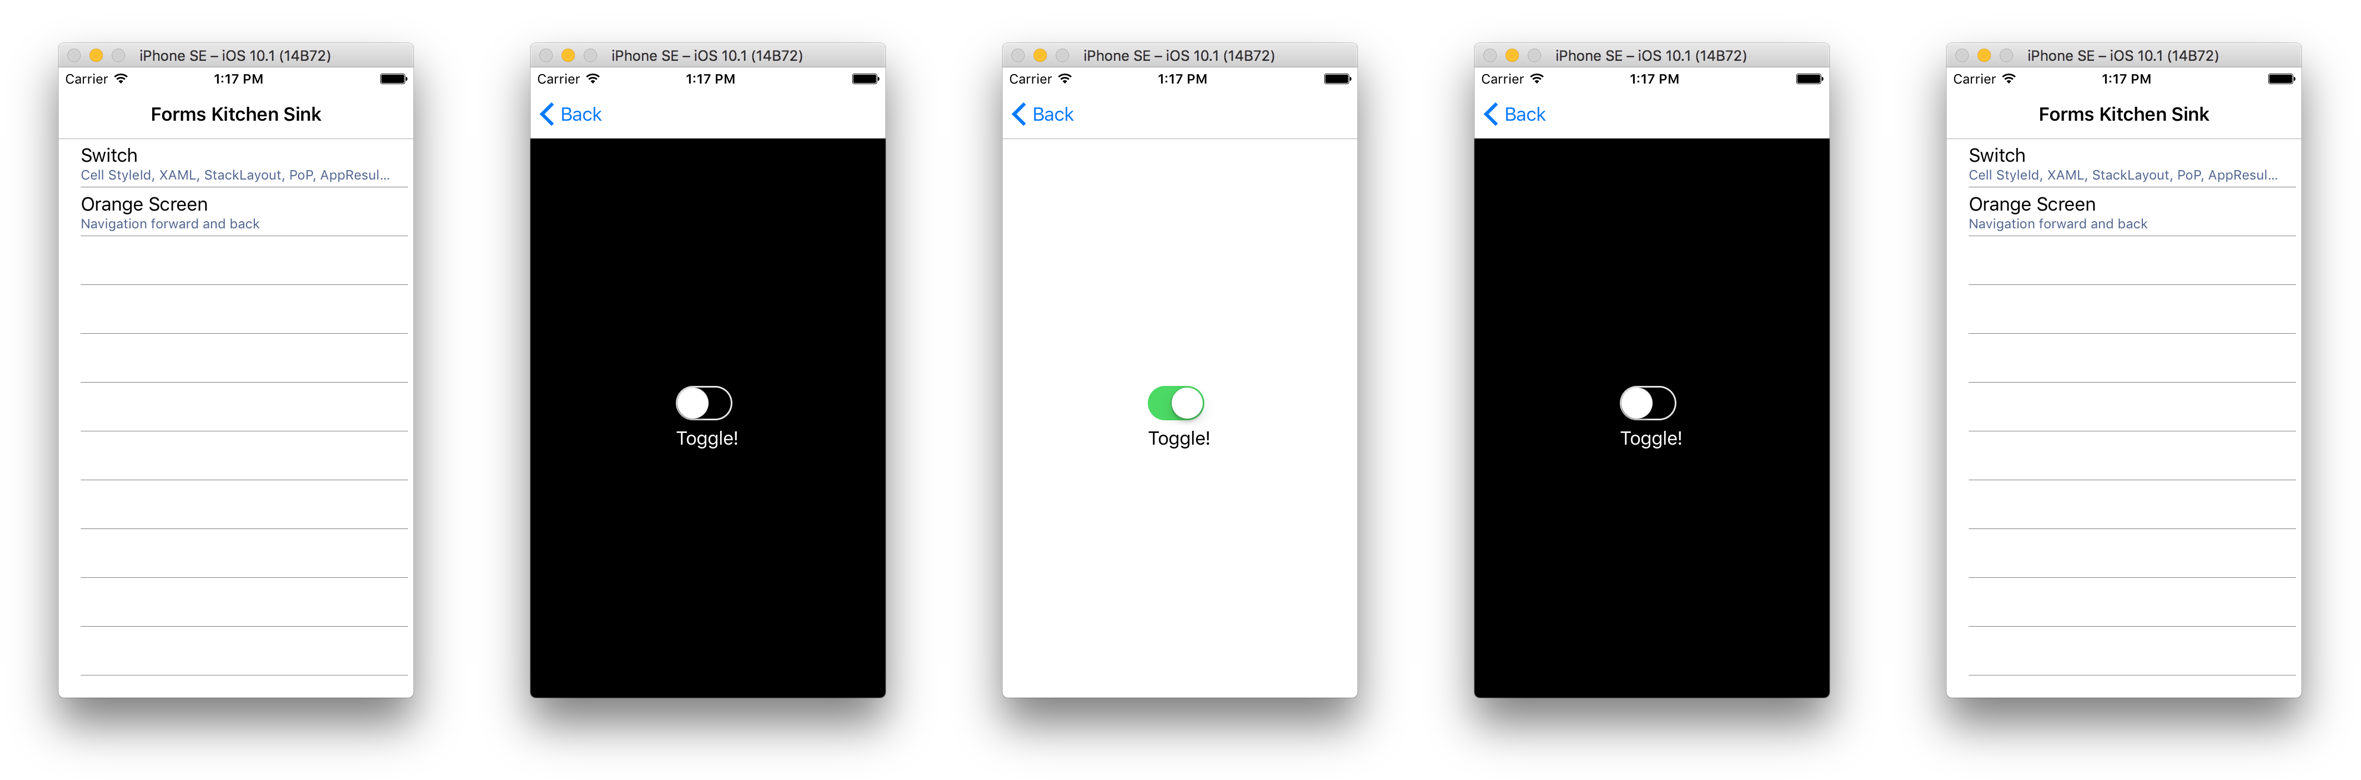 iPhone SE – iOS 10.1 (14B72)
Carrier 1:17 PM
Forms Kitchen Sink
Switch
Cell StyleId, XAML, StackLayout, PoP, AppResul...
Orange Screen
Navigation forward and back
iPhone SE – iOS 10.1 (14B72)
Carrier 1:17 PM
Back
Toggle!
iPhone SE – iOS 10.1 (14B72)
Carrier 1:17 PM
Back
Toggle!
iPhone SE – iOS 10.1 (14B72)
Carrier 1:17 PM
Back
Toggle!
iPhone SE – iOS 10.1 (14B72)
Carrier 1:17 PM
Forms Kitchen Sink
Switch
Cell StyleId, XAML, StackLayout, PoP, AppResul...
Orange Screen
Navigation forward and back